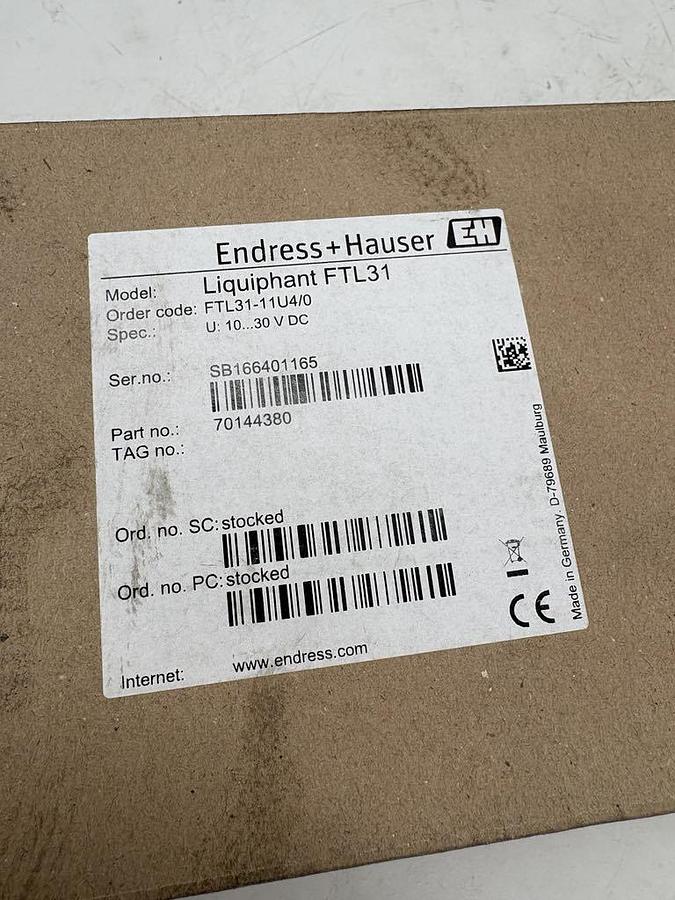 Endress+Hauser EH
Model: Liquiphant FTL31
Order code: FTL31-11U4/0
Spec.: U: 10...30 V DC
Ser.no.: SB166401165
Part no.: 70144380
TAG no.:
Ord. no. SC: stocked
Ord. no. PC: stocked
Internet: www.endress.com
CE
Made in Germany. D-79689 Maulburg